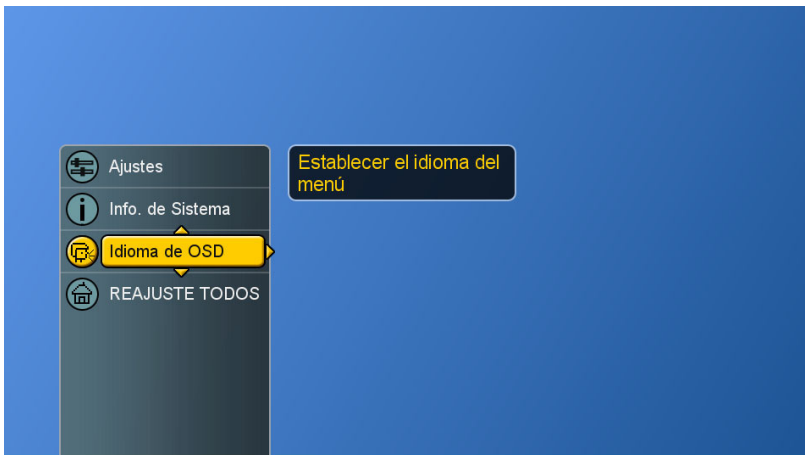 Ajustes
Info. de Sistema
Idioma de OSD
REAJUSTE TODOS
Establecer el idioma del
menú